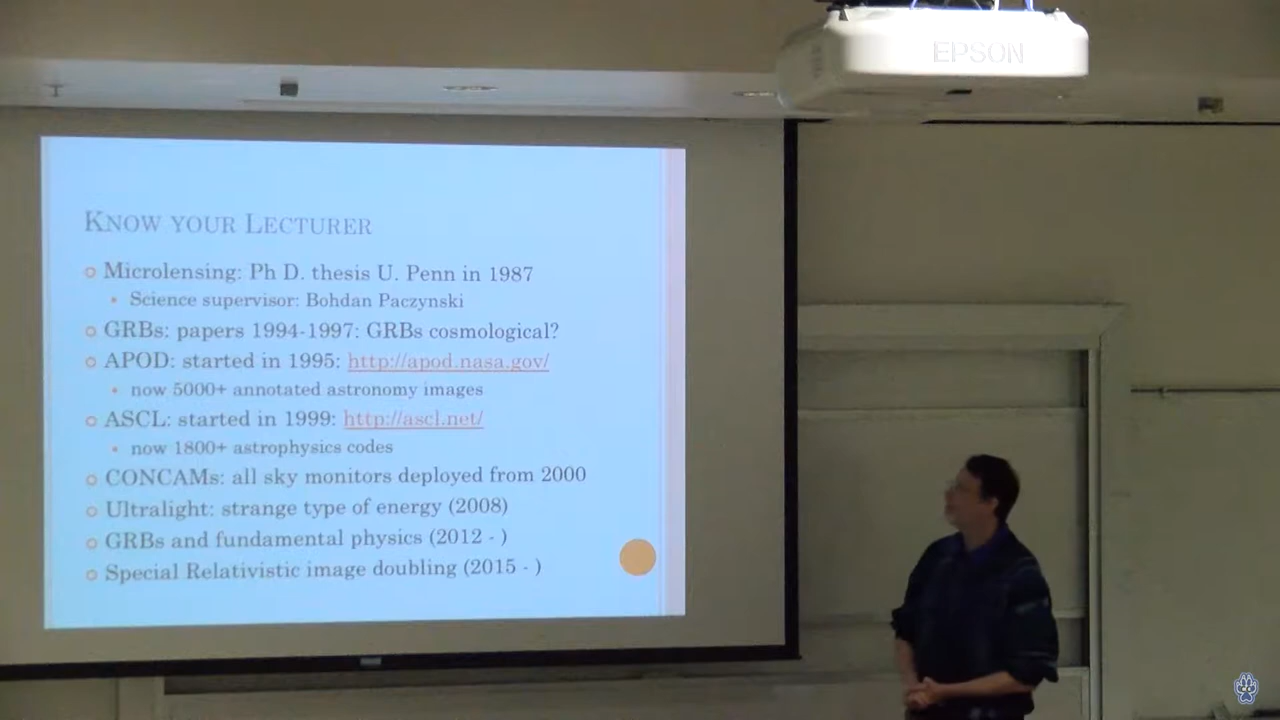 EPSON
KNOW YOUR LECTURER
Microlensing: Ph D. thesis U. Penn in 1987
Science supervisor: Bohdan Paczynski
GRBs: papers 1994-1997: GRBs cosmological?
APOD: started in 1995: http://apod.nasa.gov/
now 5000+ annotated astronomy images
ASCL: started in 1999: http://ascl.net/
now 1800+ astrophysics codes
CONCAMs: all sky monitors deployed from 2000
Ultralight: strange type of energy (2008)
GRBs and fundamental physics (2012 - )
Special Relativistic image doubling (2015 - )